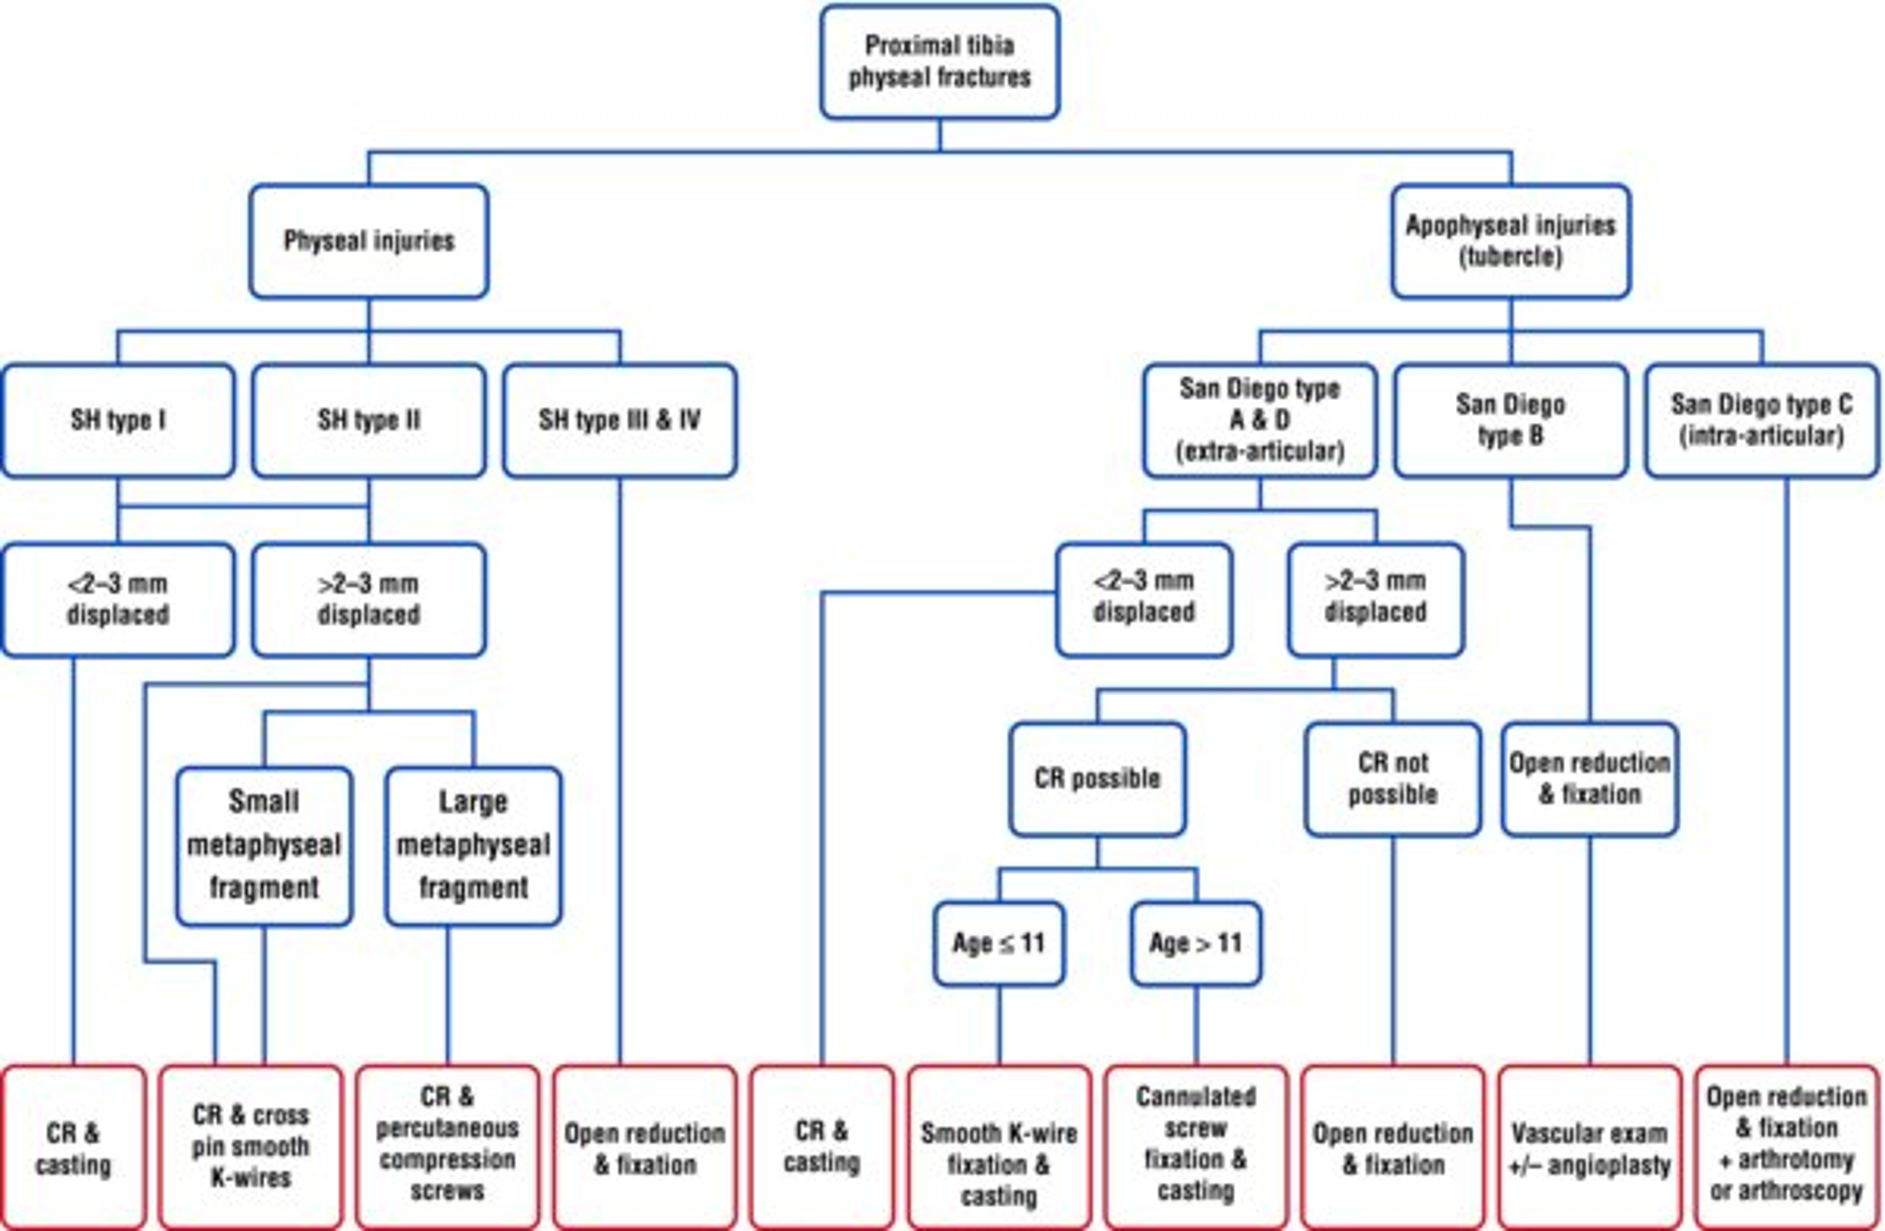 Proximal tibia
physeal fractures
Physeal injuries
Apophyseal injuries
(tubercle)
SH type I
SH type II
SH type III & IV
San Diego type
A & D
(extra-articular)
San Diego
type B
San Diego type C
(intra-articular)
<2–3 mm
displaced
>2–3 mm
displaced
<2–3 mm
displaced
>2–3 mm
displaced
Small
metaphyseal
fragment
Large
metaphyseal
fragment
CR possible
CR not
possible
Open reduction
& fixation
Age ≤ 11
Age > 11
CR &
casting
CR & cross
pin smooth
K-wires
CR &
percutaneous
compression
screws
Open reduction
& fixation
CR &
casting
Smooth K-wire
fixation &
casting
Cannulated
screw
fixation &
casting
Open reduction
& fixation
Vascular exam
+/– angioplasty
Open reduction
& fixation
+ arthrotomy
or arthroscopy